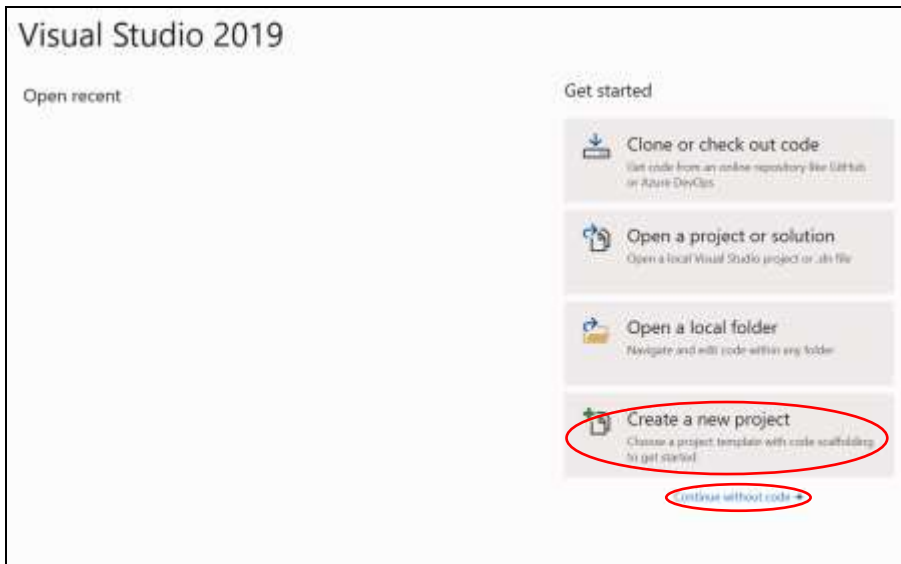 Visual Studio 2019
Open recent
Get started
Clone or check out code
Get code from an online repository like GitHub
or Azure DevOps
Open a project or solution
Open a local Visual Studio project or .sln file
Open a local folder
Navigate and edit code within any folder
Create a new project
Choose a project template with code scaffolding
to get started
Continue without code →